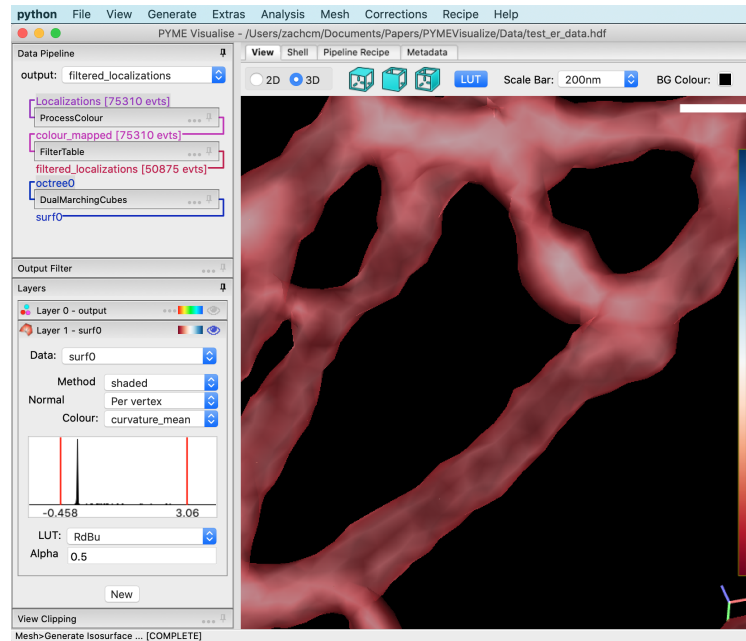 python File View Generate Extras Analysis Mesh Corrections Recipe Help
PYME Visualise - /Users/zachcm/Documents/Papers/PYMEVisualize/Data/test_er_data.hdf
Data Pipeline
output: filtered_localizations
Localizations [75310 evts]
ProcessColour
colour_mapped [75310 evts]
FilterTable
filtered_localizations [50875 evts]
octree0
DualMarchingCubes
surf0
Output Filter
Layers
Layer 0 - output
Layer 1 - surf0
Data: surf0
Method shaded
Normal Per vertex
Colour: curvature_mean
-0.458 3.06
LUT: RdBu
Alpha 0.5
New
View Clipping
Mesh>Generate Isosurface ... [COMPLETE]
View Shell Pipeline Recipe Metadata
2D 3D LUT Scale Bar: 200nm BG Colour: